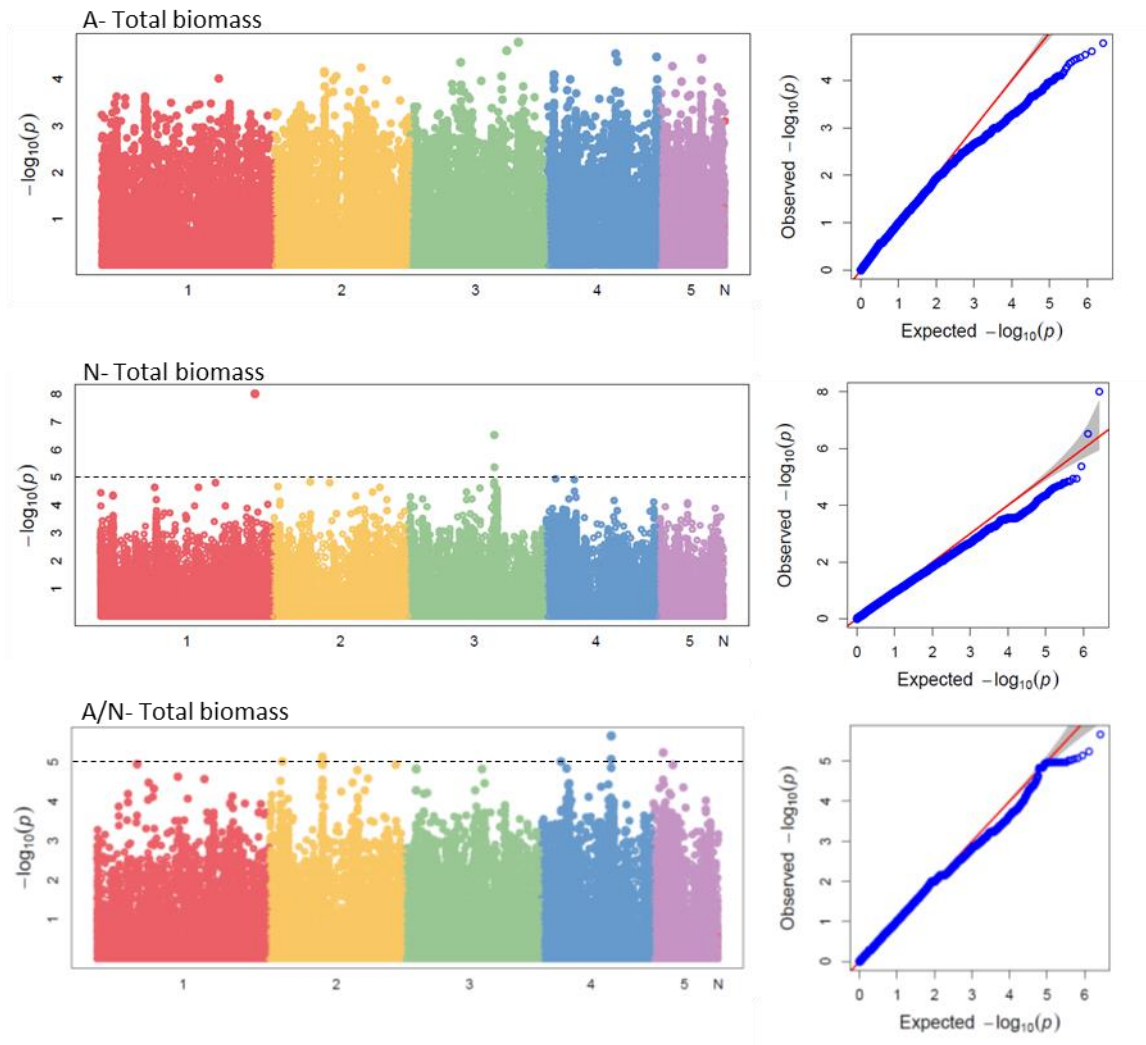 A- Total biomass
−log₁₀(p)
4
3
2
1
1 2 3 4 5 N
Observed −log₁₀(p)
4
3
2
1
0
0 1 2 3 4 5 6
Expected −log₁₀(p)
N- Total biomass
−log₁₀(p)
8
7
6
5
4
3
2
1
1 2 3 4 5 N
Observed −log₁₀(p)
8
6
4
2
0
0 1 2 3 4 5 6
Expected −log₁₀(p)
A/N- Total biomass
−log₁₀(p)
5
4
3
2
1
1 2 3 4 5 N
Observed −log₁₀(p)
5
4
3
2
1
0
0 1 2 3 4 5 6
Expected −log₁₀(p)